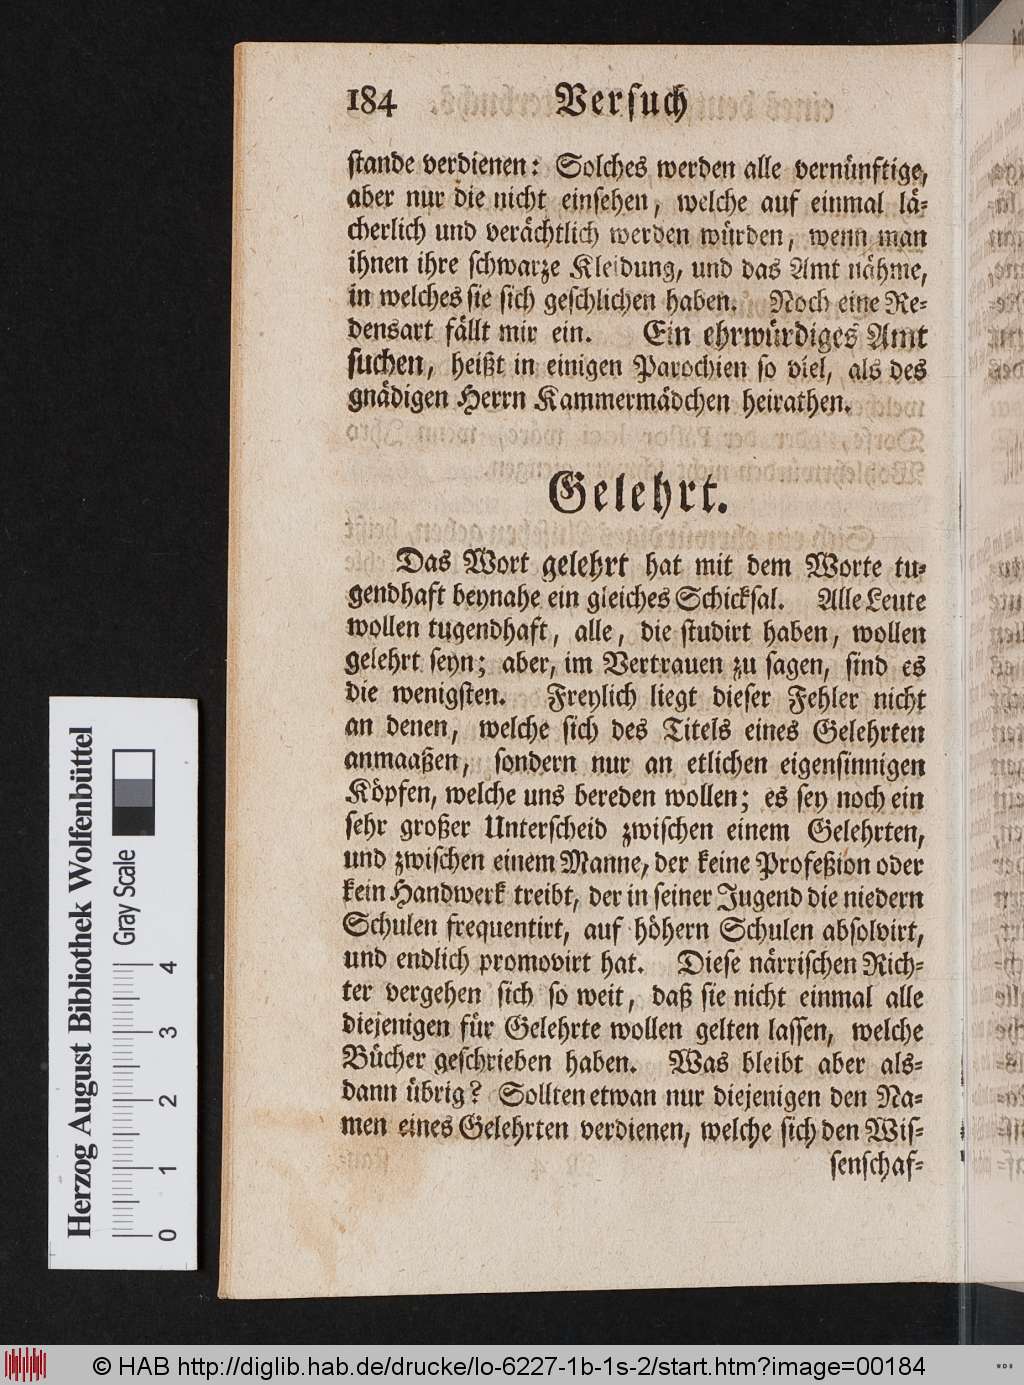 184 Versuch
stande verdienen: Solches werden alle vernünftige,
aber nur die nicht einsehen, welche auf einmal lä-
cherlich und verächtlich werden würden, wenn man
ihnen ihre schwarze Kleidung, und das Amt nähme,
in welches sie sich geschlichen haben. Noch eine Re-
densart fällt mir ein. Ein ehrwürdiges Amt
suchen, heißt in einigen Parochien so viel, als des
gnädigen Herrn Kammermädchen heirathen.
Gelehrt.
Das Wort gelehrt hat mit dem Worte tu-
gendhaft beynahe ein gleiches Schicksal. Alle Leute
wollen tugendhaft, alle, die studirt haben, wollen
gelehrt seyn; aber, im Vertrauen zu sagen, sind es
die wenigsten. Freylich liegt dieser Fehler nicht
an denen, welche sich des Titels eines Gelehrten
anmaaßen, sondern nur an etlichen eigensinnigen
Köpfen, welche uns bereden wollen; es sey noch ein
sehr großer Unterscheid zwischen einem Gelehrten,
und zwischen einem Manne, der keine Profeßion oder
kein Handwerk treibt, der in seiner Jugend die niedern
Schulen frequentirt, auf höhern Schulen absolvirt,
und endlich promovirt hat. Diese närrischen Rich-
ter vergehen sich so weit, daß sie nicht einmal alle
diejenigen für Gelehrte wollen gelten lassen, welche
Bücher geschrieben haben. Was bleibt aber als-
dann übrig? Sollten etwan nur diejenigen den Na-
men eines Gelehrten verdienen, welche sich den Wis-
senschaf-
Herzog August Bibliothek Wolfenbüttel
Gray Scale
0 1 2 3 4
© HAB http://diglib.hab.de/drucke/lo-6227-1b-1s-2/start.htm?image=00184